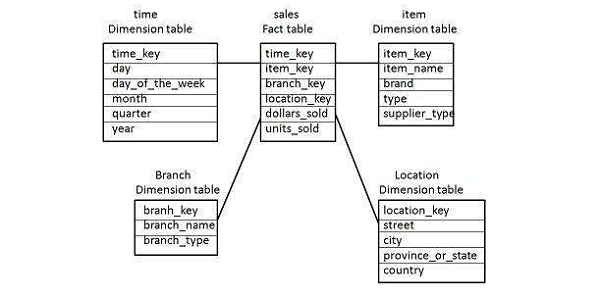 time
Dimension table
time_key
day
day_of_the_week
month
quarter
year
sales
Fact table
time_key
item_key
branch_key
location_key
dollars_sold
units_sold
item
Dimension table
item_key
item_name
brand
type
supplier_type
Branch
Dimension table
branh_key
branch_name
branch_type
Location
Dimension table
location_key
street
city
province_or_state
country